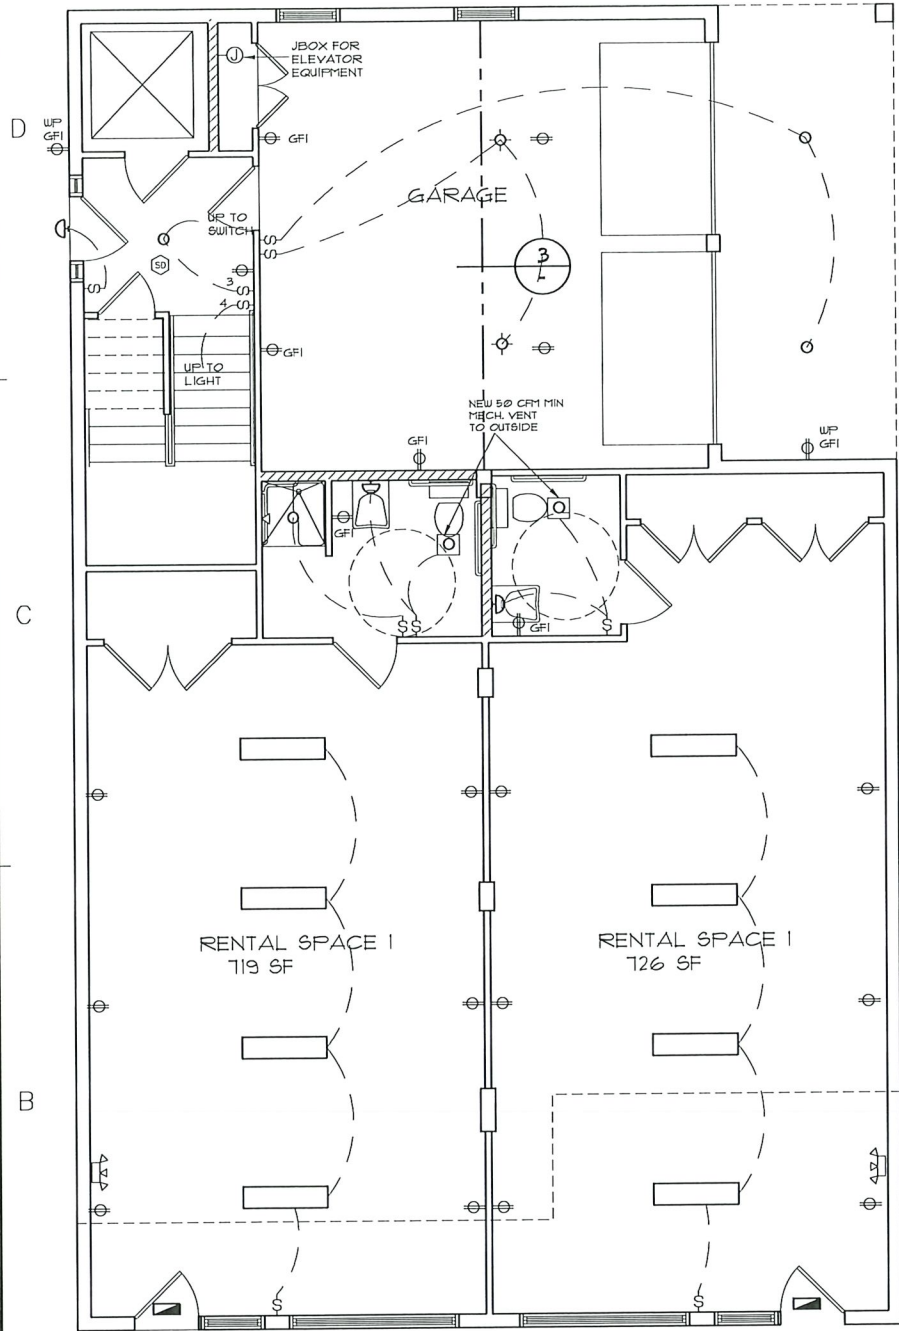 JBOX FOR
ELEVATOR
EQUIPMENT
J
D
WP
GFI
GFI
GARAGE
UP TO
SWITCH
S
S
3
-
SD
S
3 S
4 S
GFI
UP TO
LIGHT
NEW 50 CFM MIN
MECH. VENT
TO OUTSIDE
GFI
WP
GFI
GFI
C
S S
GFI
S
RENTAL SPACE 1
719 SF
RENTAL SPACE 1
726 SF
B
S
S